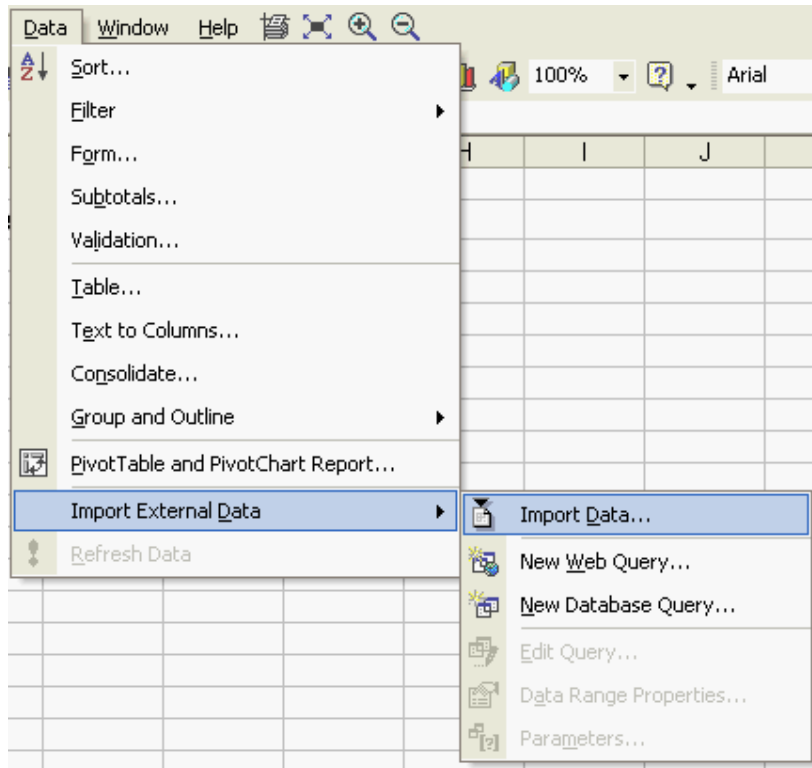 Data Window Help
Sort...
100% Arial
Filter
Form...
H I J
Subtotals...
Validation...
Table...
Text to Columns...
Consolidate...
Group and Outline
PivotTable and PivotChart Report...
Import External Data
Import Data...
Refresh Data
New Web Query...
New Database Query...
Edit Query...
Data Range Properties...
Parameters...